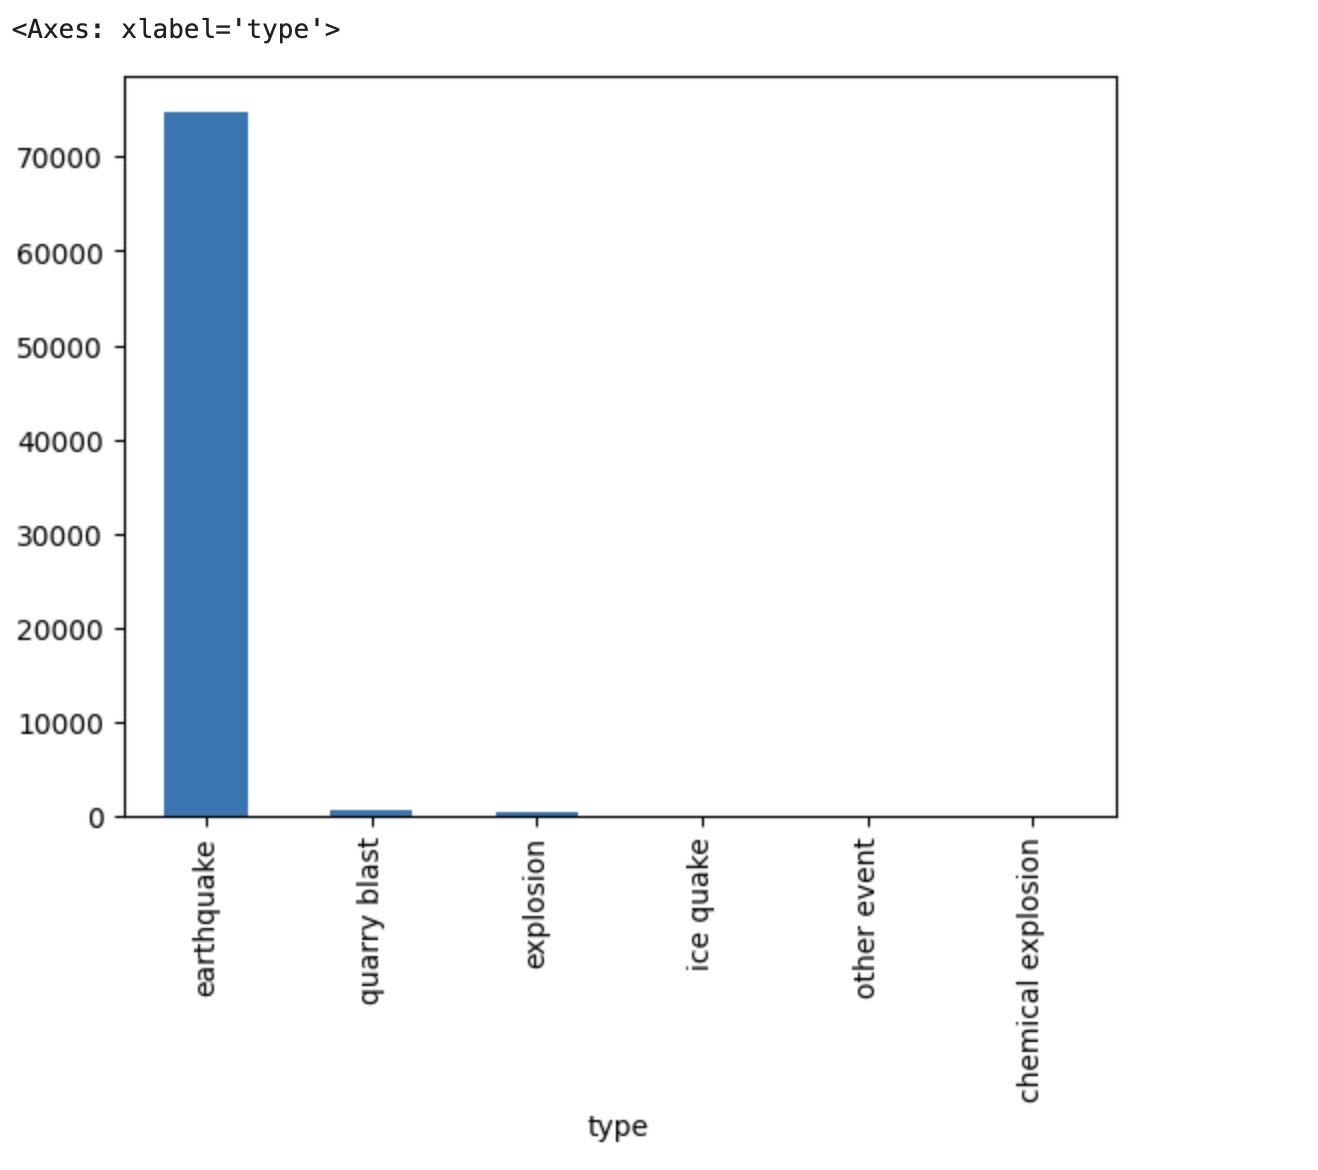 <Axes: xlabel='type'>
70000
60000
50000
40000
30000
20000
10000
0
earthquake
quarry blast
explosion
ice quake
other event
chemical explosion
type